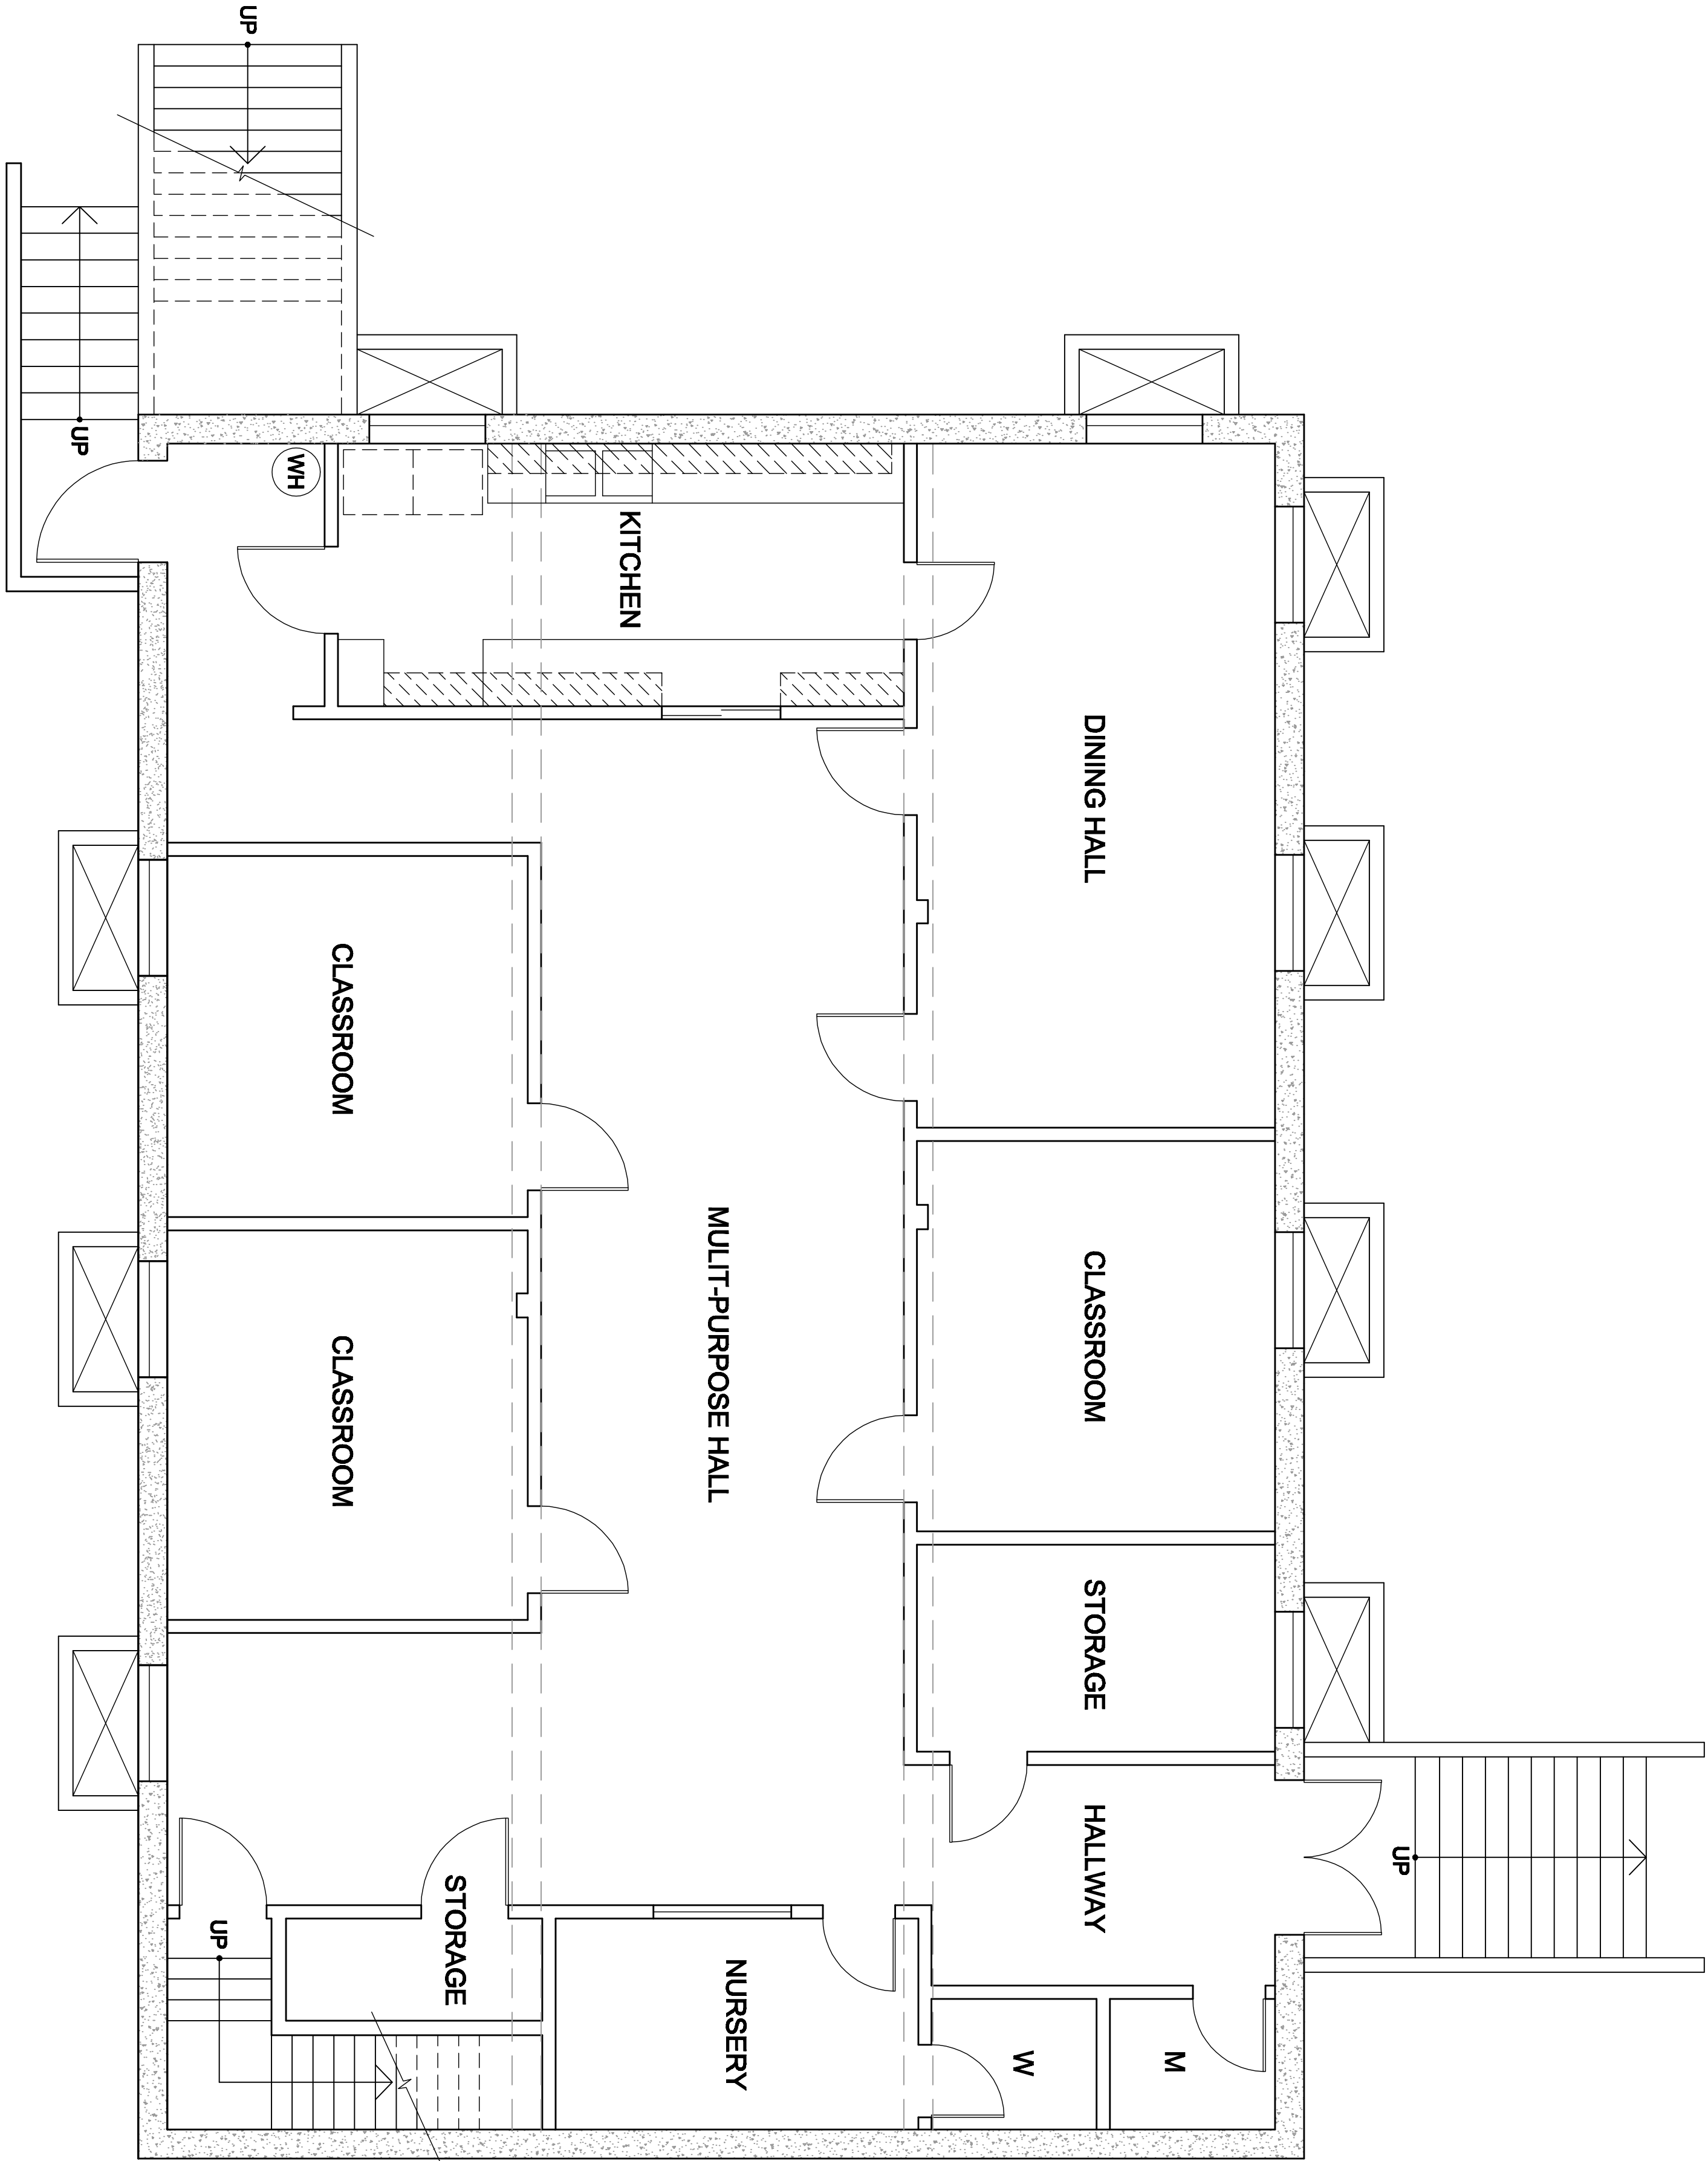 UP
UP
WH
KITCHEN
DINING HALL
CLASSROOM
CLASSROOM
MULIT-PURPOSE HALL
CLASSROOM
STORAGE
HALLWAY
UP
STORAGE
UP
NURSERY
W
M